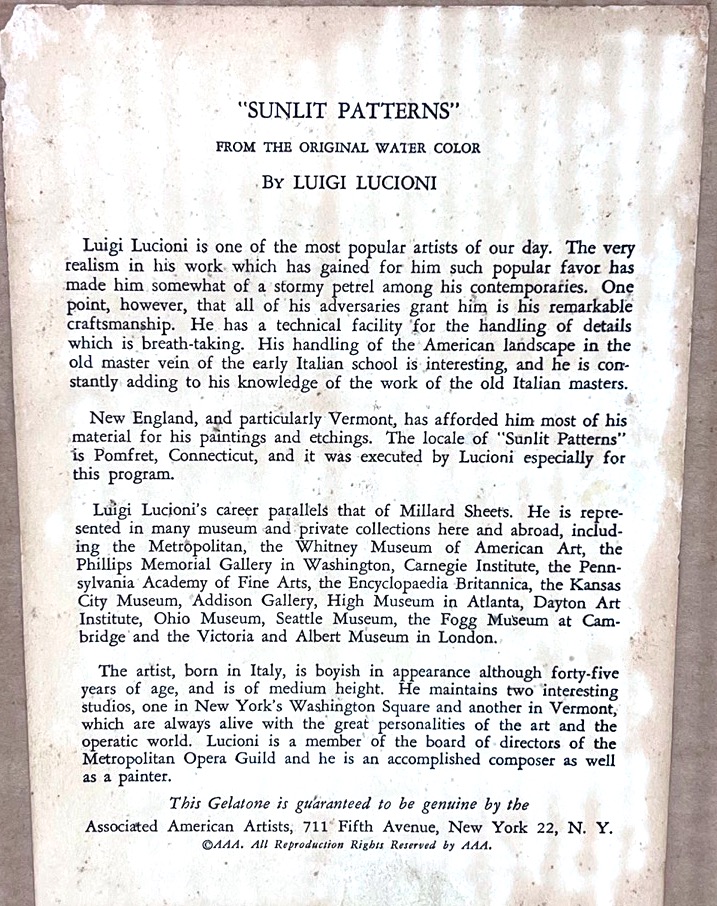 "SUNLIT PATTERNS"
FROM THE ORIGINAL WATER COLOR
By LUIGI LUCIONI
Luigi Lucioni is one of the most popular artists of our day. The very
realism in his work which has gained for him such popular favor has
made him somewhat of a stormy petrel among his contemporaries. One
point, however, that all of his adversaries grant him is his remarkable
craftsmanship. He has a technical facility for the handling of details
which is breath-taking. His handling of the American landscape in the
old master vein of the early Italian school is interesting, and he is con-
stantly adding to his knowledge of the work of the old Italian masters.
New England, and particularly Vermont, has afforded him most of his
material for his paintings and etchings. The locale of "Sunlit Patterns"
is Pomfret, Connecticut, and it was executed by Lucioni especially for
this program.
Luigi Lucioni's career parallels that of Millard Sheets. He is repre-
sented in many museum and private collections here and abroad, includ-
ing the Metropolitan, the Whitney Museum of American Art, the
Phillips Memorial Gallery in Washington, Carnegie Institute, the Penn-
sylvania Academy of Fine Arts, the Encyclopaedia Britannica, the Kansas
City Museum, Addison Gallery, High Museum in Atlanta, Dayton Art
Institute, Ohio Museum, Seattle Museum, the Fogg Museum at Cam-
bridge and the Victoria and Albert Museum in London.
The artist, born in Italy, is boyish in appearance although forty-five
years of age, and is of medium height. He maintains two interesting
studios, one in New York's Washington Square and another in Vermont,
which are always alive with the great personalities of the art and the
operatic world. Lucioni is a member of the board of directors of the
Metropolitan Opera Guild and he is an accomplished composer as well
as a painter.
This Gelatone is guaranteed to be genuine by the
Associated American Artists, 711 Fifth Avenue, New York 22, N. Y.
©AAA. All Reproduction Rights Reserved by AAA.